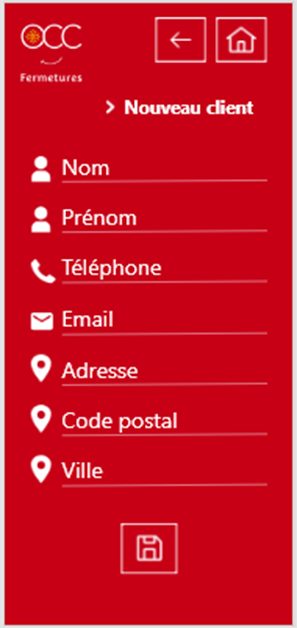 OCC
Fermetures
Nouveau client
Nom
Prénom
Téléphone
Email
Adresse
Code postal
Ville